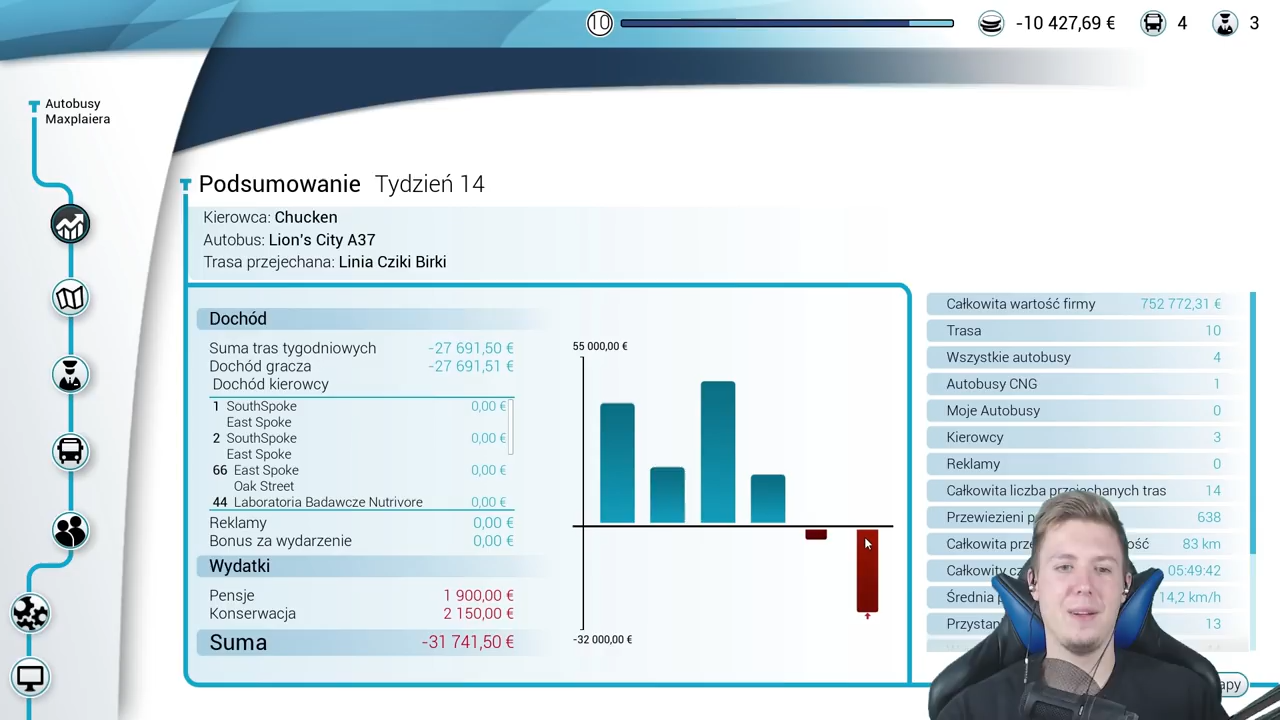 10
-10 427,69 €
4
3
Autobusy
Maxplaiera
Podsumowanie Tydzień 14
Kierowca: Chucken
Autobus: Lion's City A37
Trasa przejechana: Linia Cziki Birki
Dochód
Suma tras tygodniowych -27 691,50 €
Dochód gracza -27 691,51 €
Dochód kierowcy
1 SouthSpoke 0,00 €
East Spoke
2 SouthSpoke 0,00 €
East Spoke
66 East Spoke 0,00 €
Oak Street
44 Laboratoria Badawcze Nutrivore 0,00 €
Reklamy 0,00 €
Bonus za wydarzenie 0,00 €
Wydatki
Pensje 1 900,00 €
Konserwacja 2 150,00 €
Suma -31 741,50 €
55 000,00 €
-32 000,00 €
Całkowita wartość firmy 752 772,31 €
Trasa 10
Wszystkie autobusy 4
Autobusy CNG 1
Moje Autobusy 0
Kierowcy 3
Reklamy 0
Całkowita liczba przejechanych tras 14
Przewiezieni 638
Całkowita 83 km
Całkowity 05:49:42
14,2 km/h
13